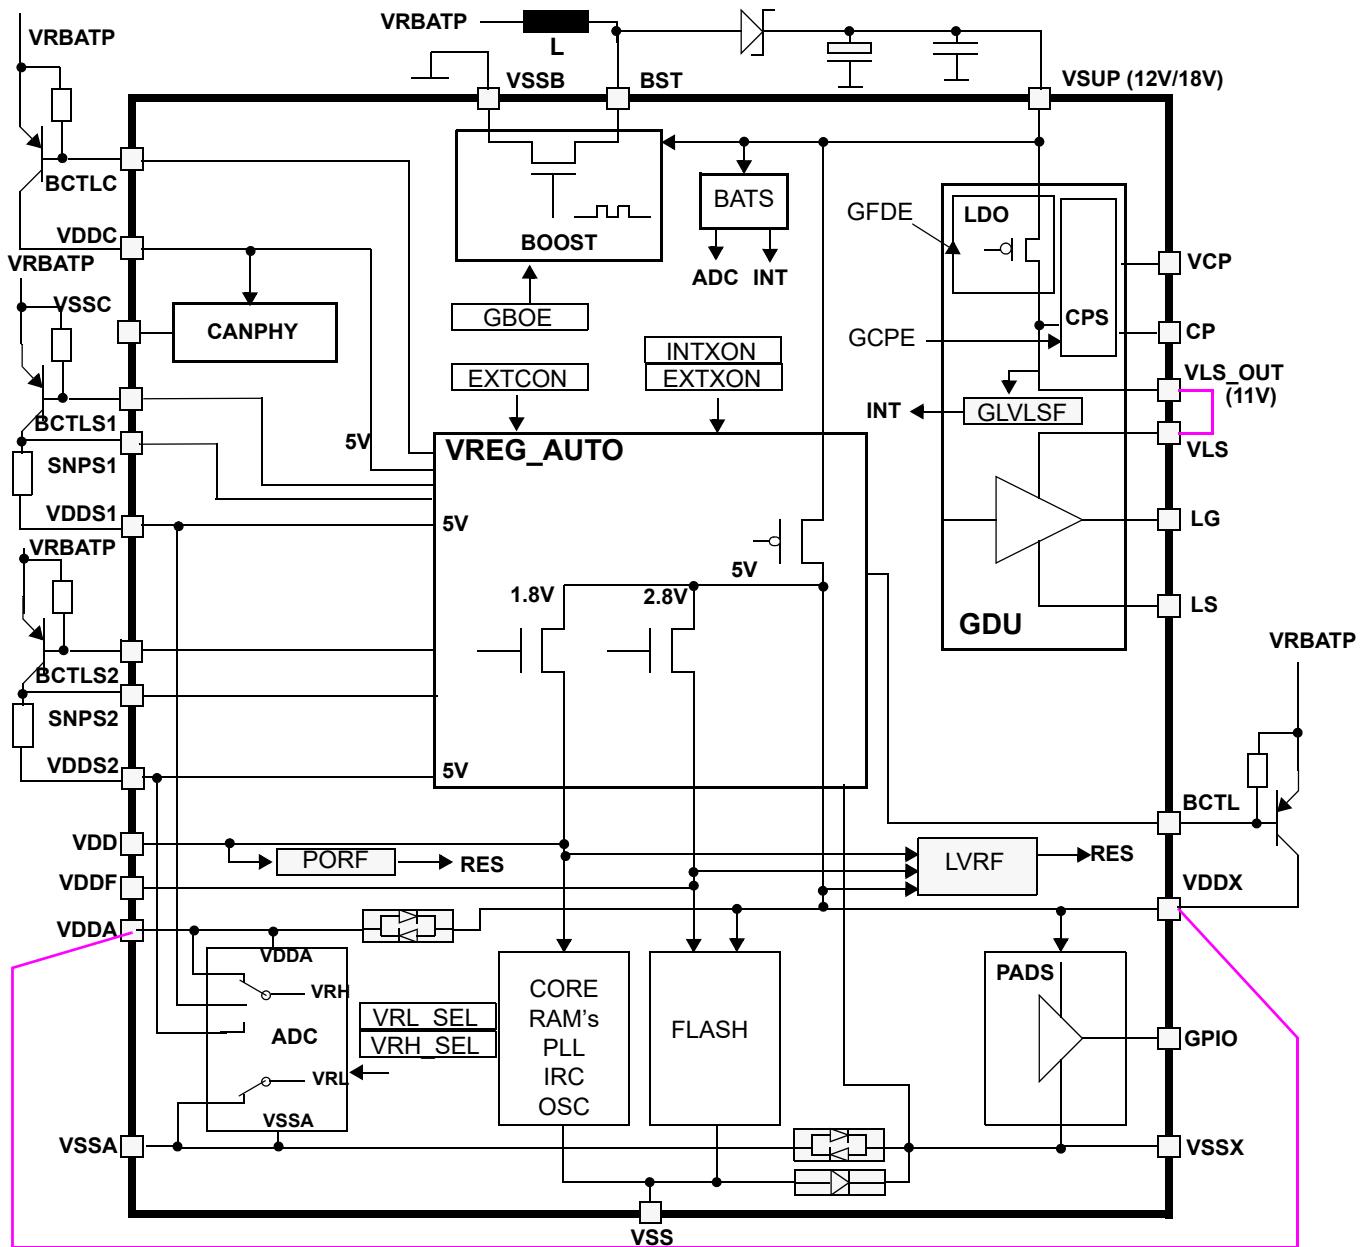 VRBATP
L
VRBATP
VSSB
BST
VSUP (12V/18V)
BCTLC
BATS
LDO
GFDE
BOOST
VDDC
VRBATP
ADC
INT
VCP
VSSC
GBOE
CPS
CANPHY
GCPE
CP
INTXON
EXTCON
EXTXON
VLS_OUT
(11V)
INT
GLVLSF
BCTLS1
5V
VREG_AUTO
VLS
SNPS1
VDDS1
5V
LG
VRBATP
5V
1.8V
2.8V
LS
GDU
VRBATP
BCTLS2
SNPS2
VDDS2
5V
BCTL
VDD
PORF
RES
LVRF
RES
VDDF
VDDX
VDDA
VDDA
PADS
VRH
CORE
RAM's
PLL
IRC
OSC
FLASH
VRL_SEL
VRH_SEL
ADC
GPIO
VRL
VSSA
VSSA
VSSX
VSS